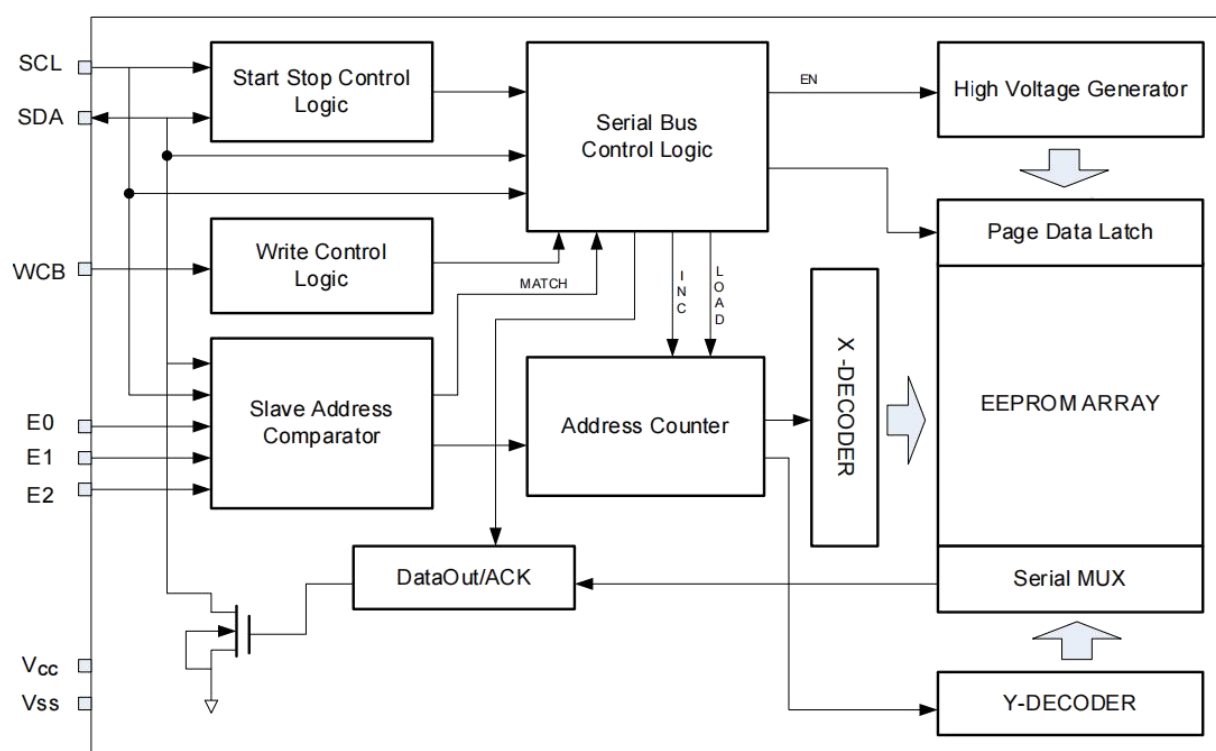 SCL
SDA
Start Stop Control
Logic
Serial Bus
Control Logic
EN
High Voltage Generator
WCB
Write Control
Logic
MATCH
INC
LOAD
Page Data Latch
E0
E1
E2
Slave Address
Comparator
Address Counter
X -DECODER
EEPROM ARRAY
DataOut/ACK
Serial MUX
Vcc
Vss
Y-DECODER